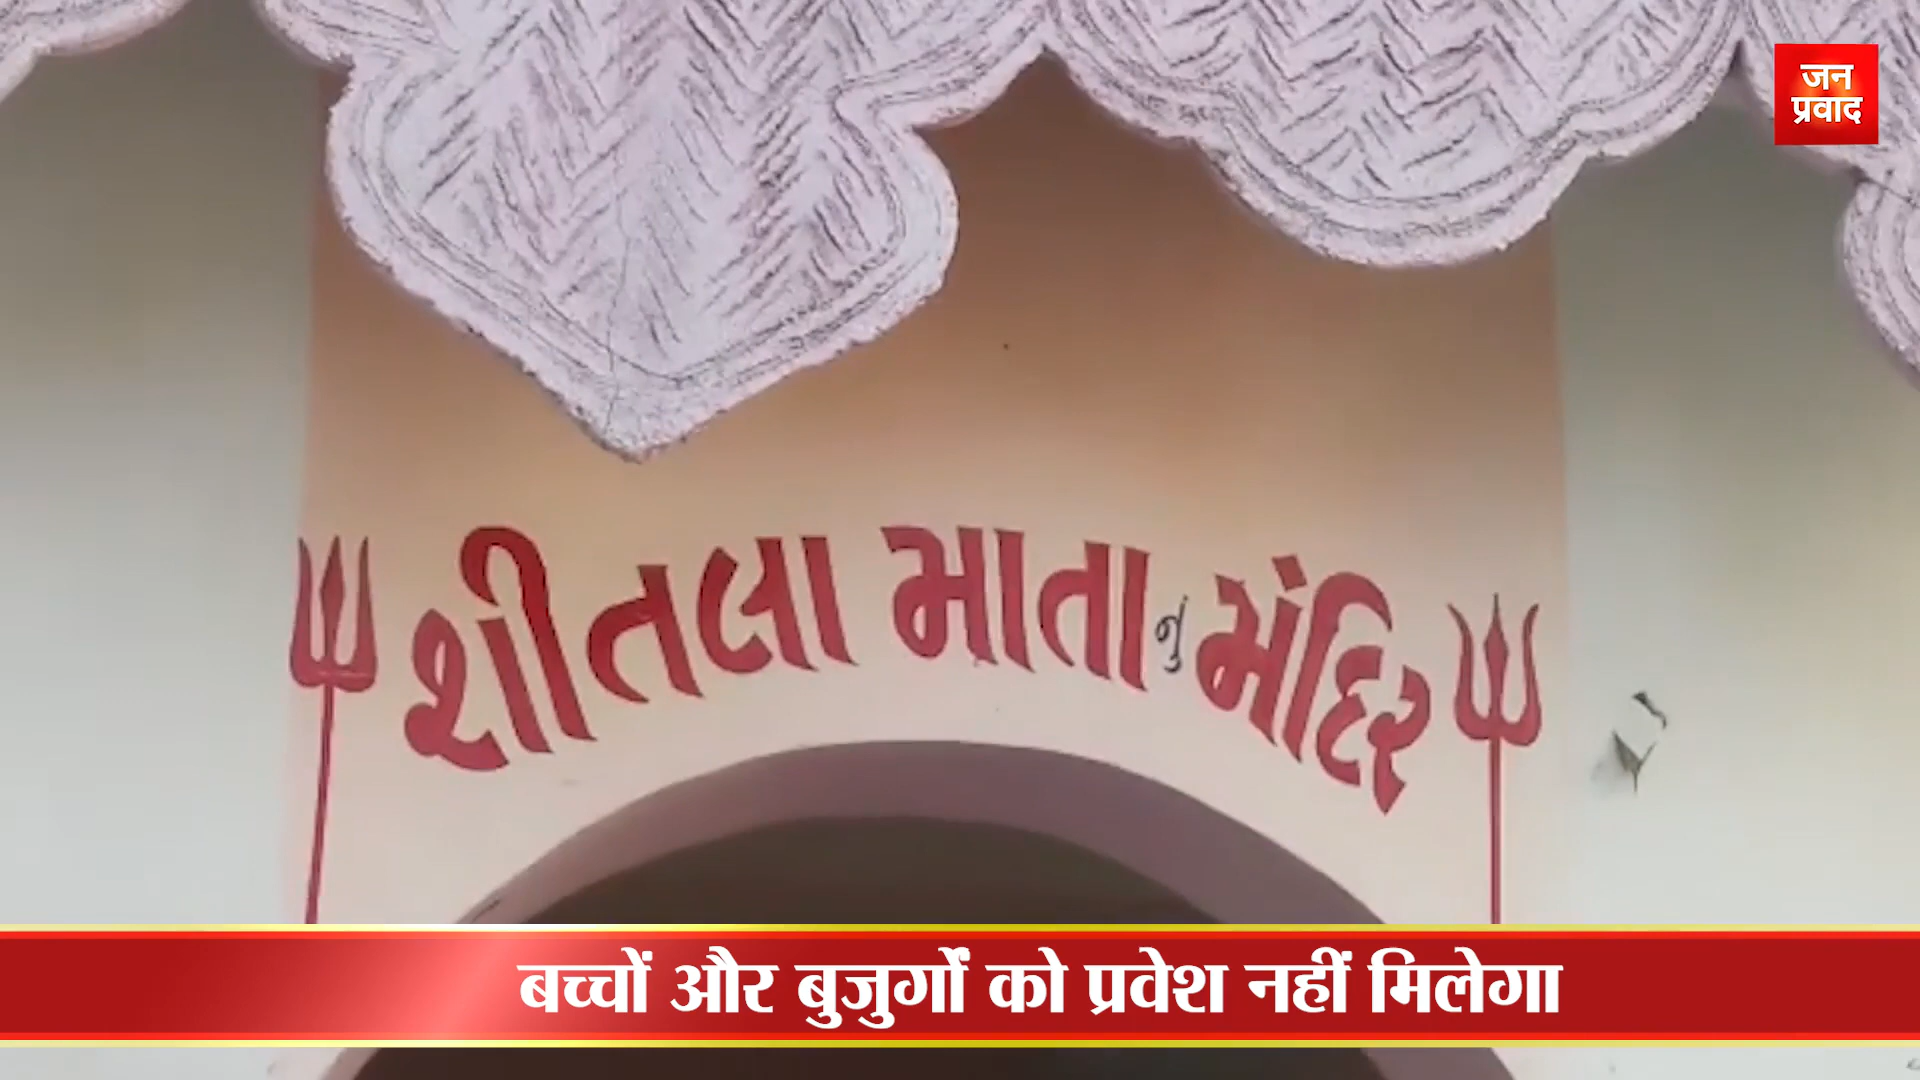 जन
प्रवाद
શીતલા માતા નું મંદિર
बच्चों और बुजुर्गों को प्रवेश नहीं मिलेगा